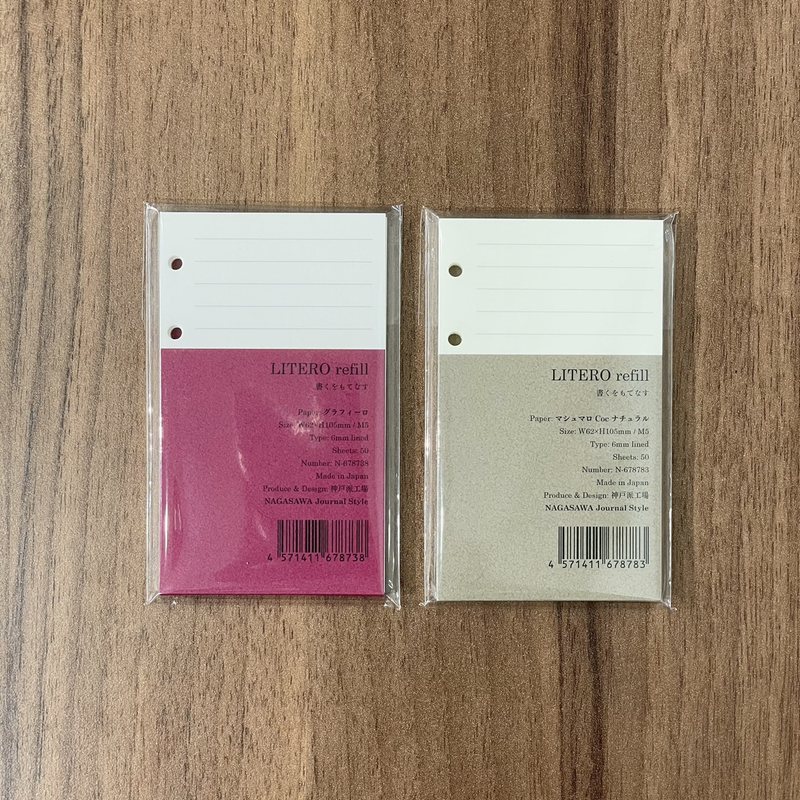 LITERO refill
書くをもてなす
Paper: グラフィーロ
Size: W62×H105mm / M5
Type: 6mm lined
Sheets: 50
Number: N-678738
Made in Japan
Produce & Design: 神戸派工場
NAGASAWA Journal Style
4 571411 678738
LITERO refill
書くをもてなす
Paper: マシュマロ Coc ナチュラル
Size: W62×H105mm / M5
Type: 6mm lined
Sheets: 50
Number: N-678783
Made in Japan
Produce & Design: 神戸派工場
NAGASAWA Journal Style
4 571411 678783